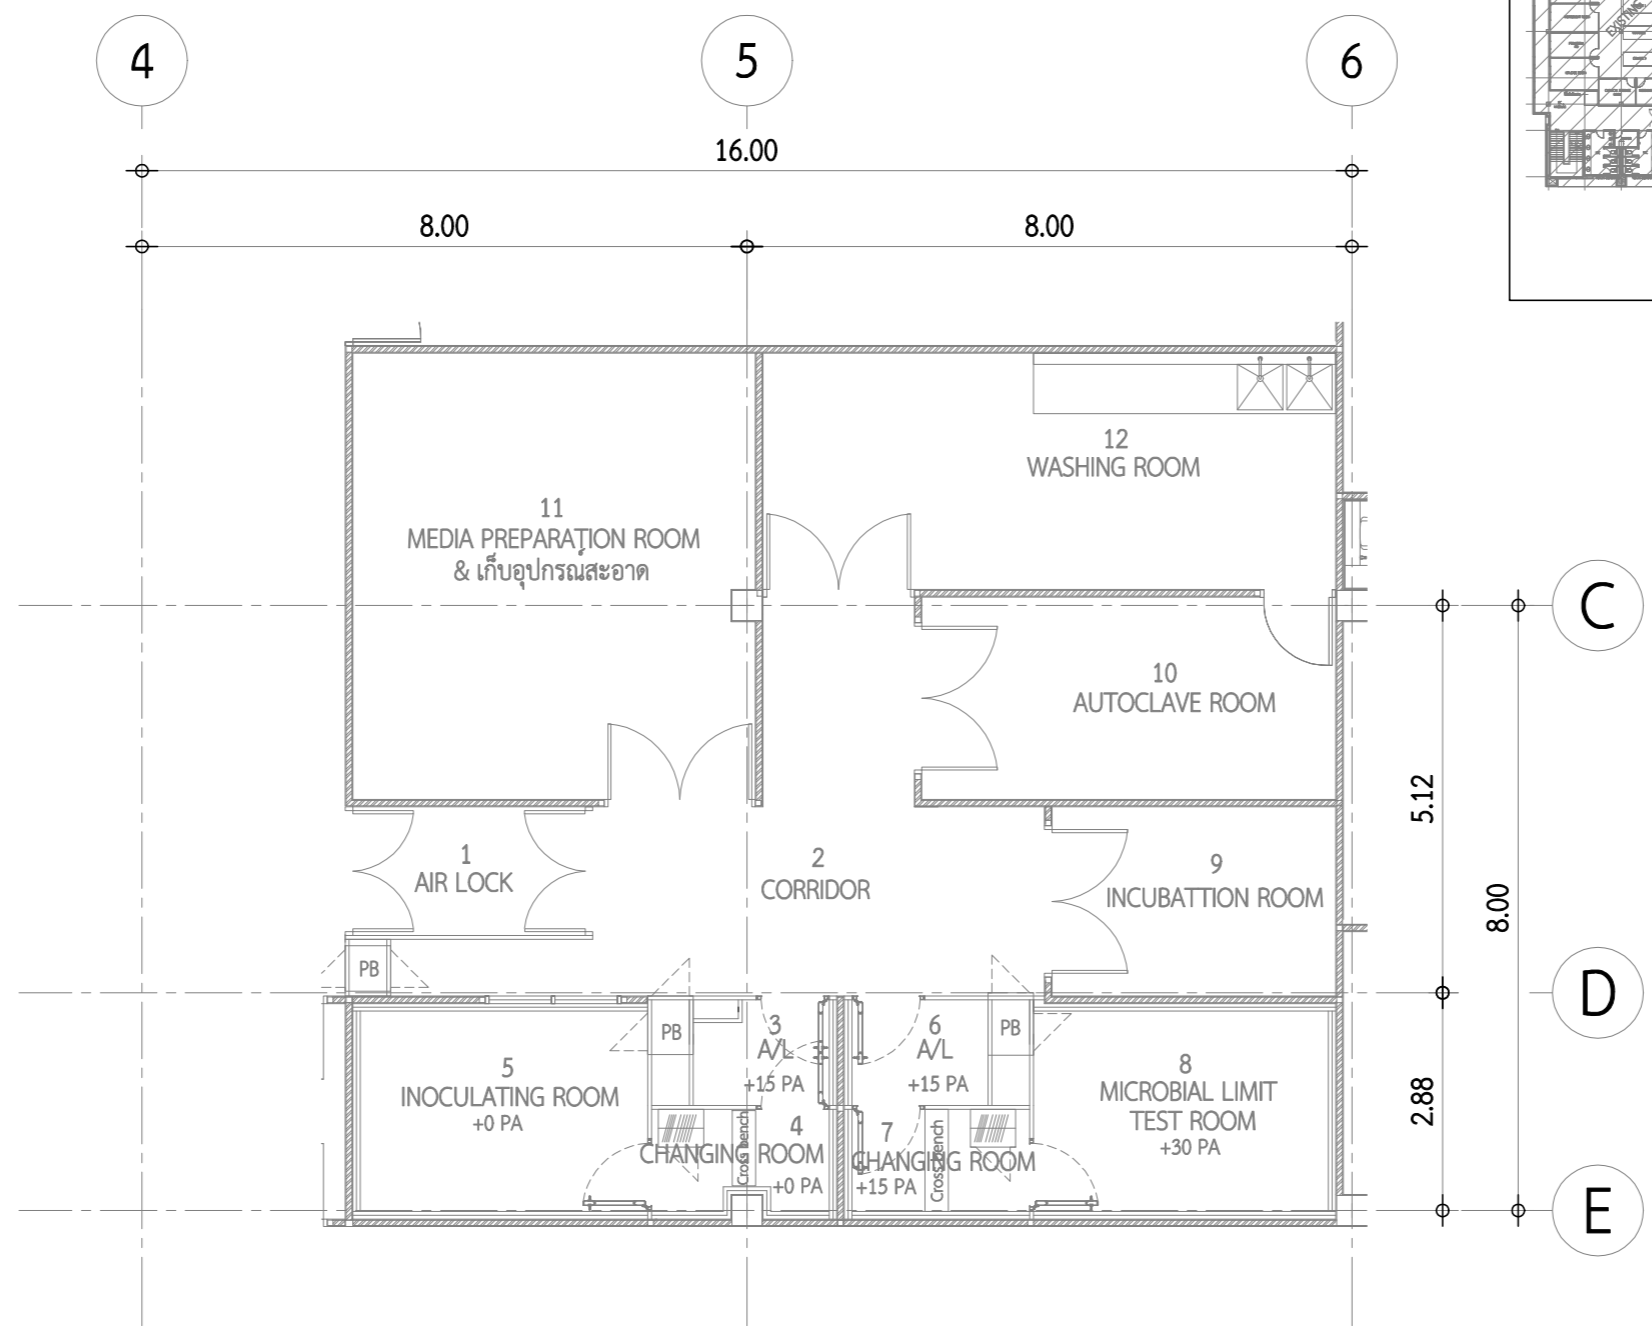 4
5
6
EXISTING
16.00
8.00
8.00
12
WASHING ROOM
11
MEDIA PREPARATION ROOM
& เก็บอุปกรณ์สะอาด
C
10
AUTOCLAVE ROOM
5.12
1
AIR LOCK
2
CORRIDOR
9
INCUBATTION ROOM
8.00
PB
D
PB
3
A/L
+15 PA
6
A/L
+15 PA
PB
5
INOCULATING ROOM
+0 PA
8
MICROBIAL LIMIT
TEST ROOM
+30 PA
2.88
4
CHANGING ROOM
+0 PA
Cross bench
7
CHANGING ROOM
+15 PA
Cross bench
E